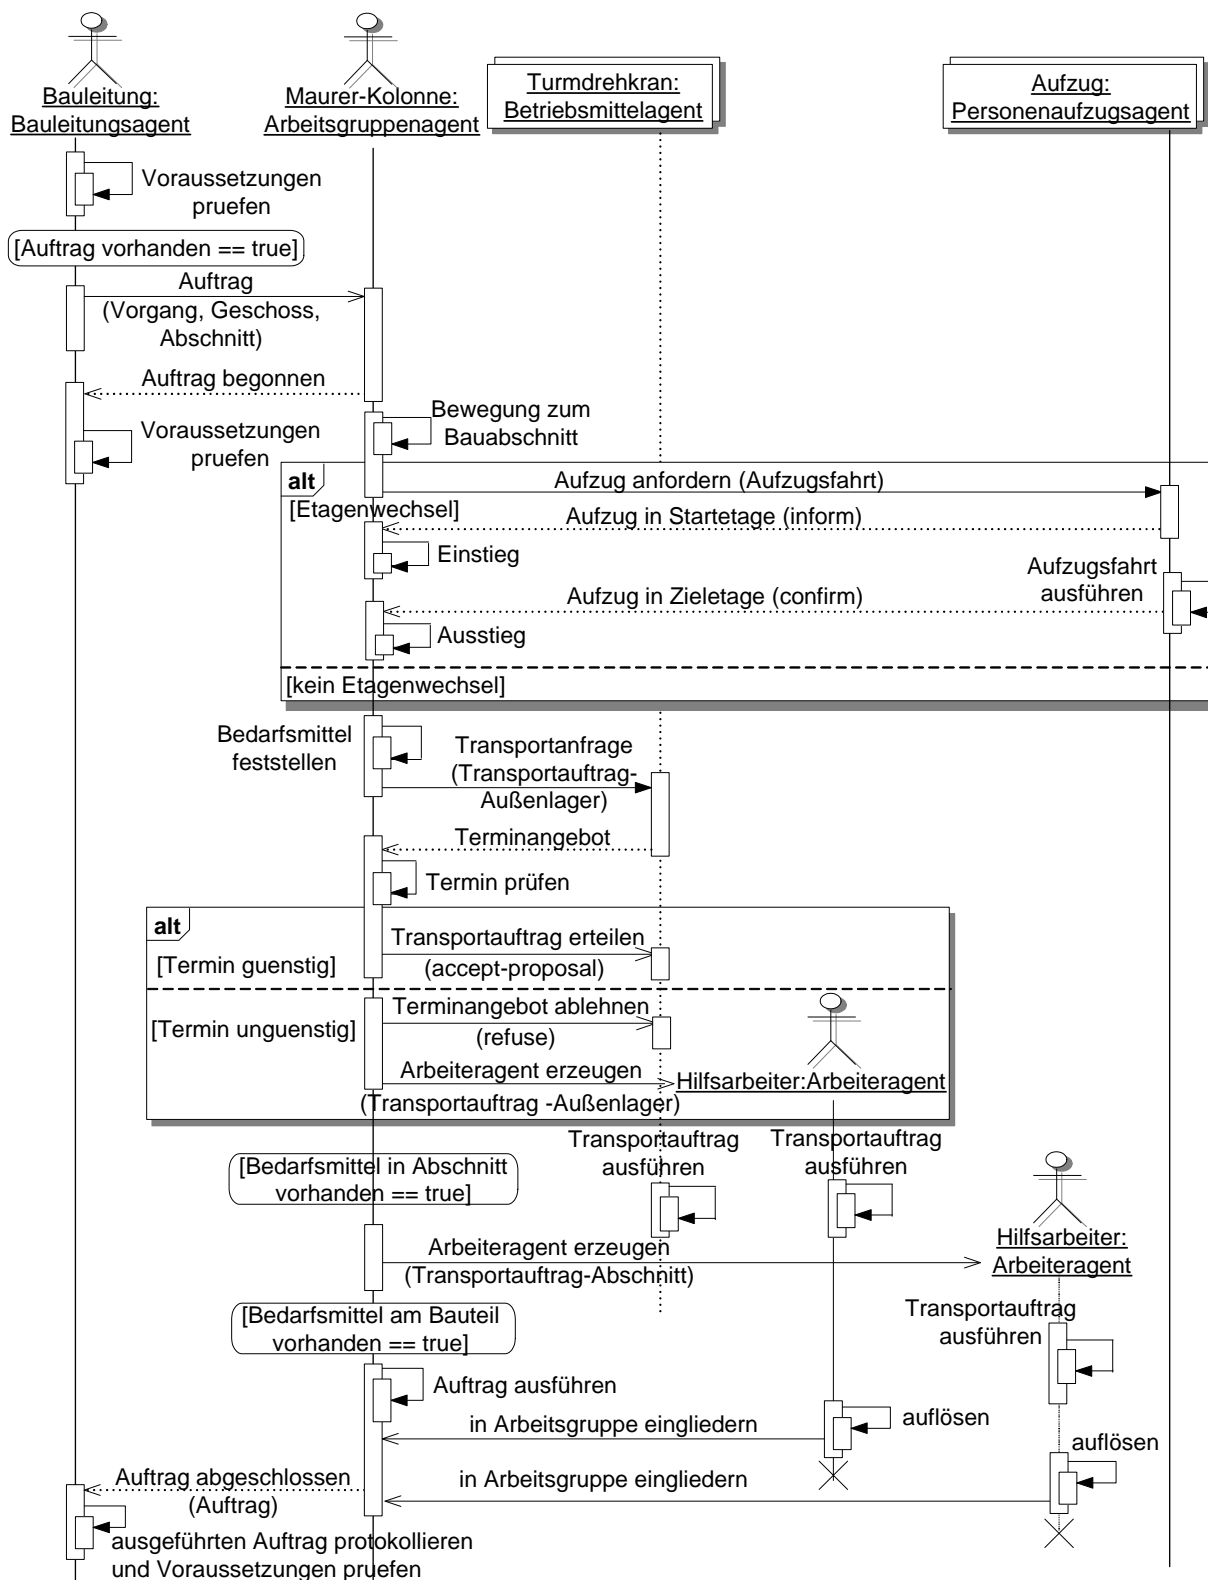 Bauleitung:
Bauleitungsagent
Maurer-Kolonne:
Arbeitsgruppenagent
Turmdrehkran:
Betriebsmittelagent
Aufzug:
Personenaufzugsagent
Voraussetzungen
pruefen
[Auftrag vorhanden == true]
Auftrag
(Vorgang, Geschoss,
Abschnitt)
Auftrag begonnen
Voraussetzungen
pruefen
Bewegung zum
Bauabschnitt
alt
Aufzug anfordern (Aufzugsfahrt)
[Etagenwechsel]
Aufzug in Startetage (inform)
Einstieg
Aufzugsfahrt
ausführen
Aufzug in Zieletage (confirm)
Ausstieg
[kein Etagenwechsel]
Bedarfsmittel
feststellen
Transportanfrage
(Transportauftrag-
Außenlager)
Terminangebot
Termin prüfen
alt
Transportauftrag erteilen
[Termin guenstig]
(accept-proposal)
Terminangebot ablehnen
[Termin unguenstig]
(refuse)
Arbeiteragent erzeugen
Hilfsarbeiter:Arbeiteragent
(Transportauftrag -Außenlager)
Transportauftrag
ausführen
Transportauftrag
ausführen
[Bedarfsmittel in Abschnitt
vorhanden == true]
Arbeiteragent erzeugen
(Transportauftrag-Abschnitt)
Hilfsarbeiter:
Arbeiteragent
[Bedarfsmittel am Bauteil
vorhanden == true]
Transportauftrag
ausführen
Auftrag ausführen
in Arbeitsgruppe eingliedern
auflösen
auflösen
Auftrag abgeschlossen
(Auftrag)
in Arbeitsgruppe eingliedern
ausgeführten Auftrag protokollieren
und Voraussetzungen pruefen